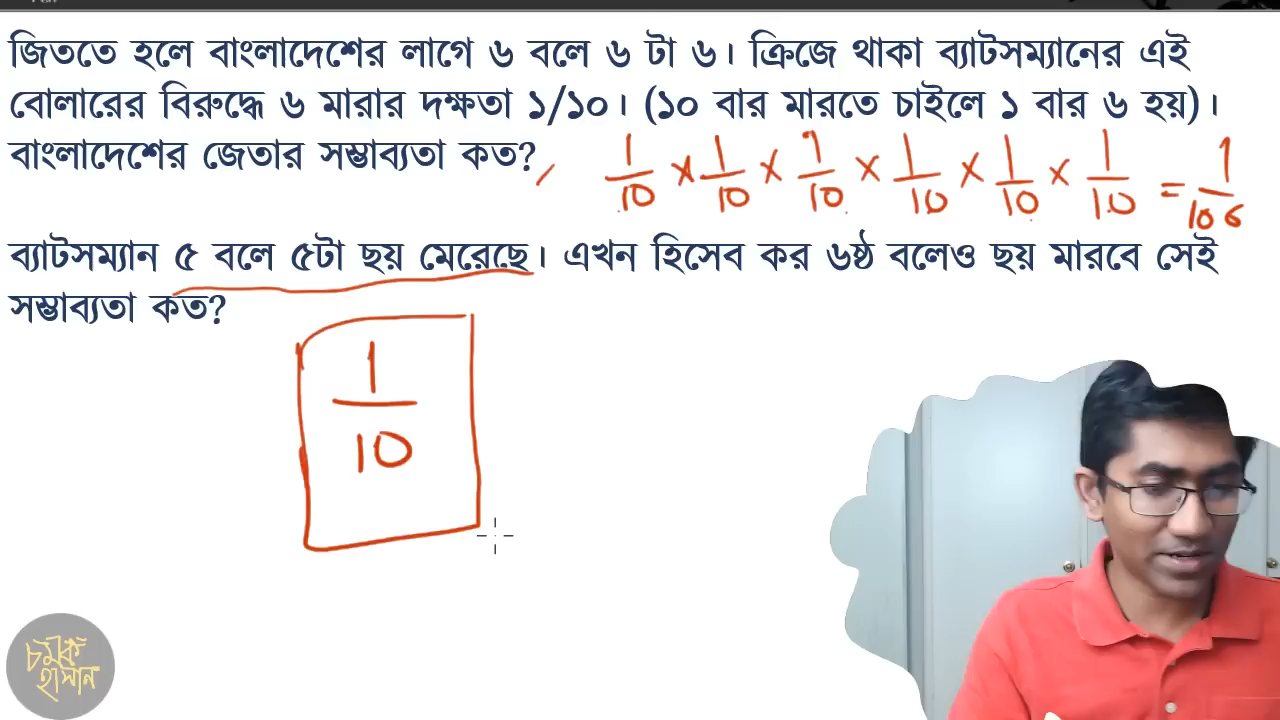 জিততে হলে বাংলাদেশের লাগে ৬ বলে ৬ টা ৬। ক্রিজে থাকা ব্যাটসম্যানের এই
বোলারের বিরুদ্ধে ৬ মারার দক্ষতা ১/১০। (১০ বার মারতে চাইলে ১ বার ৬ হয়)।
বাংলাদেশের জেতার সম্ভাব্যতা কত?
1/10 × 1/10 × 1/10 × 1/10 × 1/10 × 1/10 = 1/10⁶
ব্যাটসম্যান ৫ বলে ৫টা ছয় মেরেছে। এখন হিসেব কর ৬ষ্ঠ বলেও ছয় মারবে সেই
সম্ভাব্যতা কত?
1/10
চমক
হাসান